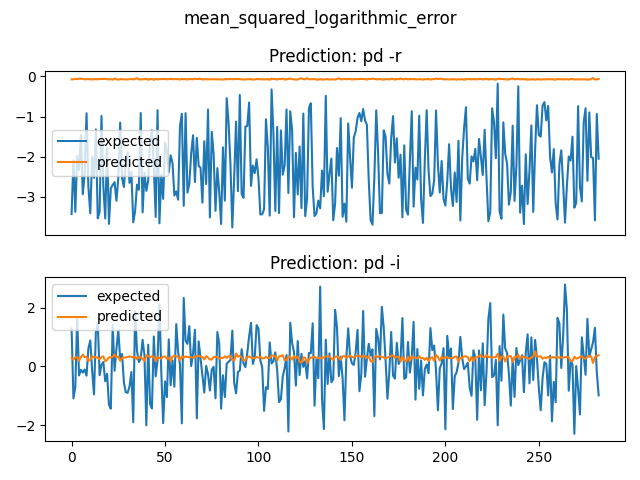 mean_squared_logarithmic_error
Prediction: pd -r
0
−1
−2
−3
expected
predicted
Prediction: pd -i
2
0
−2
expected
predicted
0
50
100
150
200
250